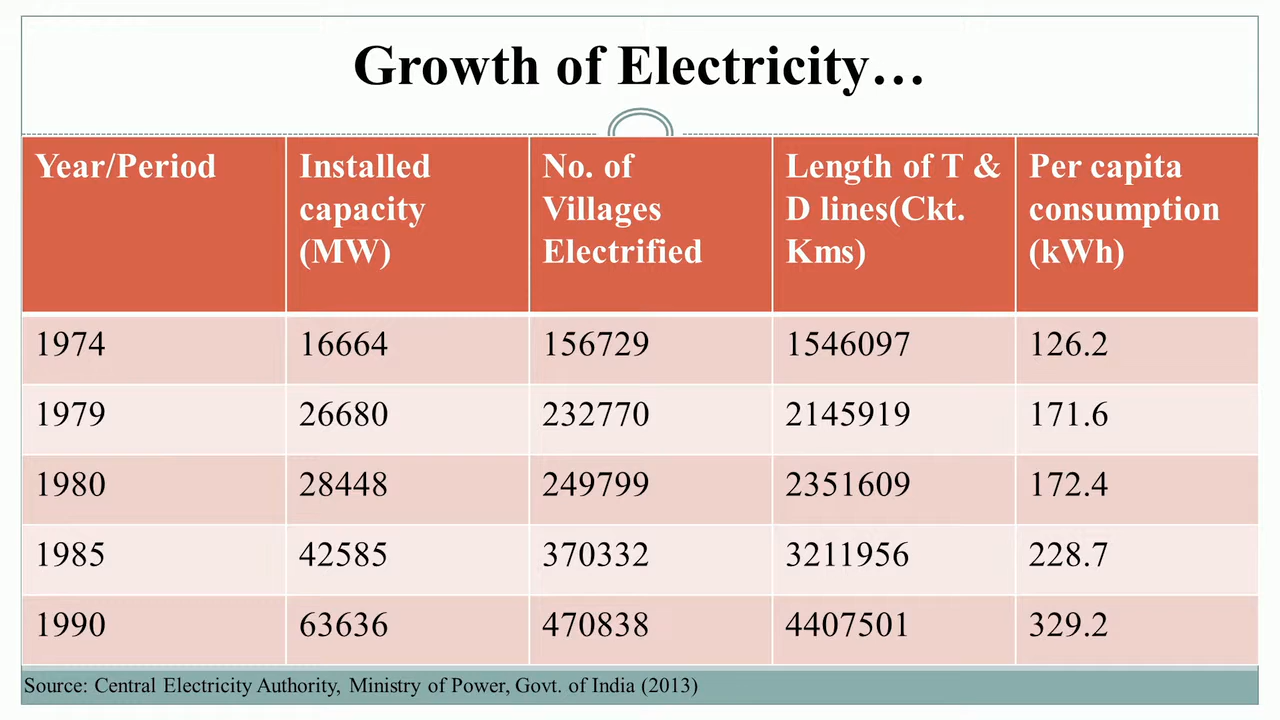 Growth of Electricity…
Year/Period
Installed
capacity
(MW)
No. of
Villages
Electrified
Length of T &
D lines(Ckt.
Kms)
Per capita
consumption
(kWh)
1974 16664 156729 1546097 126.2
1979 26680 232770 2145919 171.6
1980 28448 249799 2351609 172.4
1985 42585 370332 3211956 228.7
1990 63636 470838 4407501 329.2
Source: Central Electricity Authority, Ministry of Power, Govt. of India (2013)